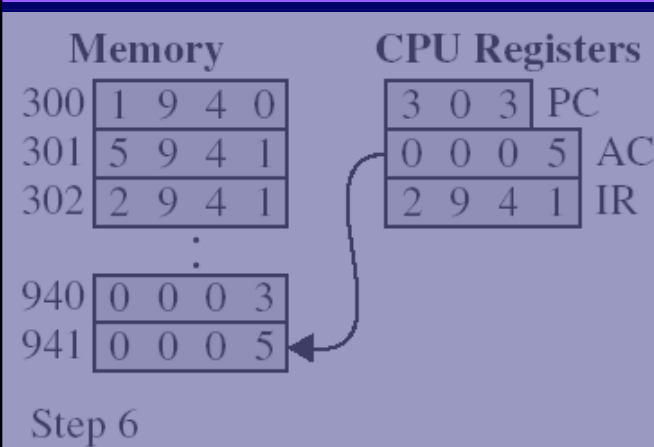 Memory CPU Registers
300 1 9 4 0 3 0 3 PC
301 5 9 4 1 0 0 0 5 AC
302 2 9 4 1 2 9 4 1 IR
940 0 0 0 3
941 0 0 0 5
Step 6